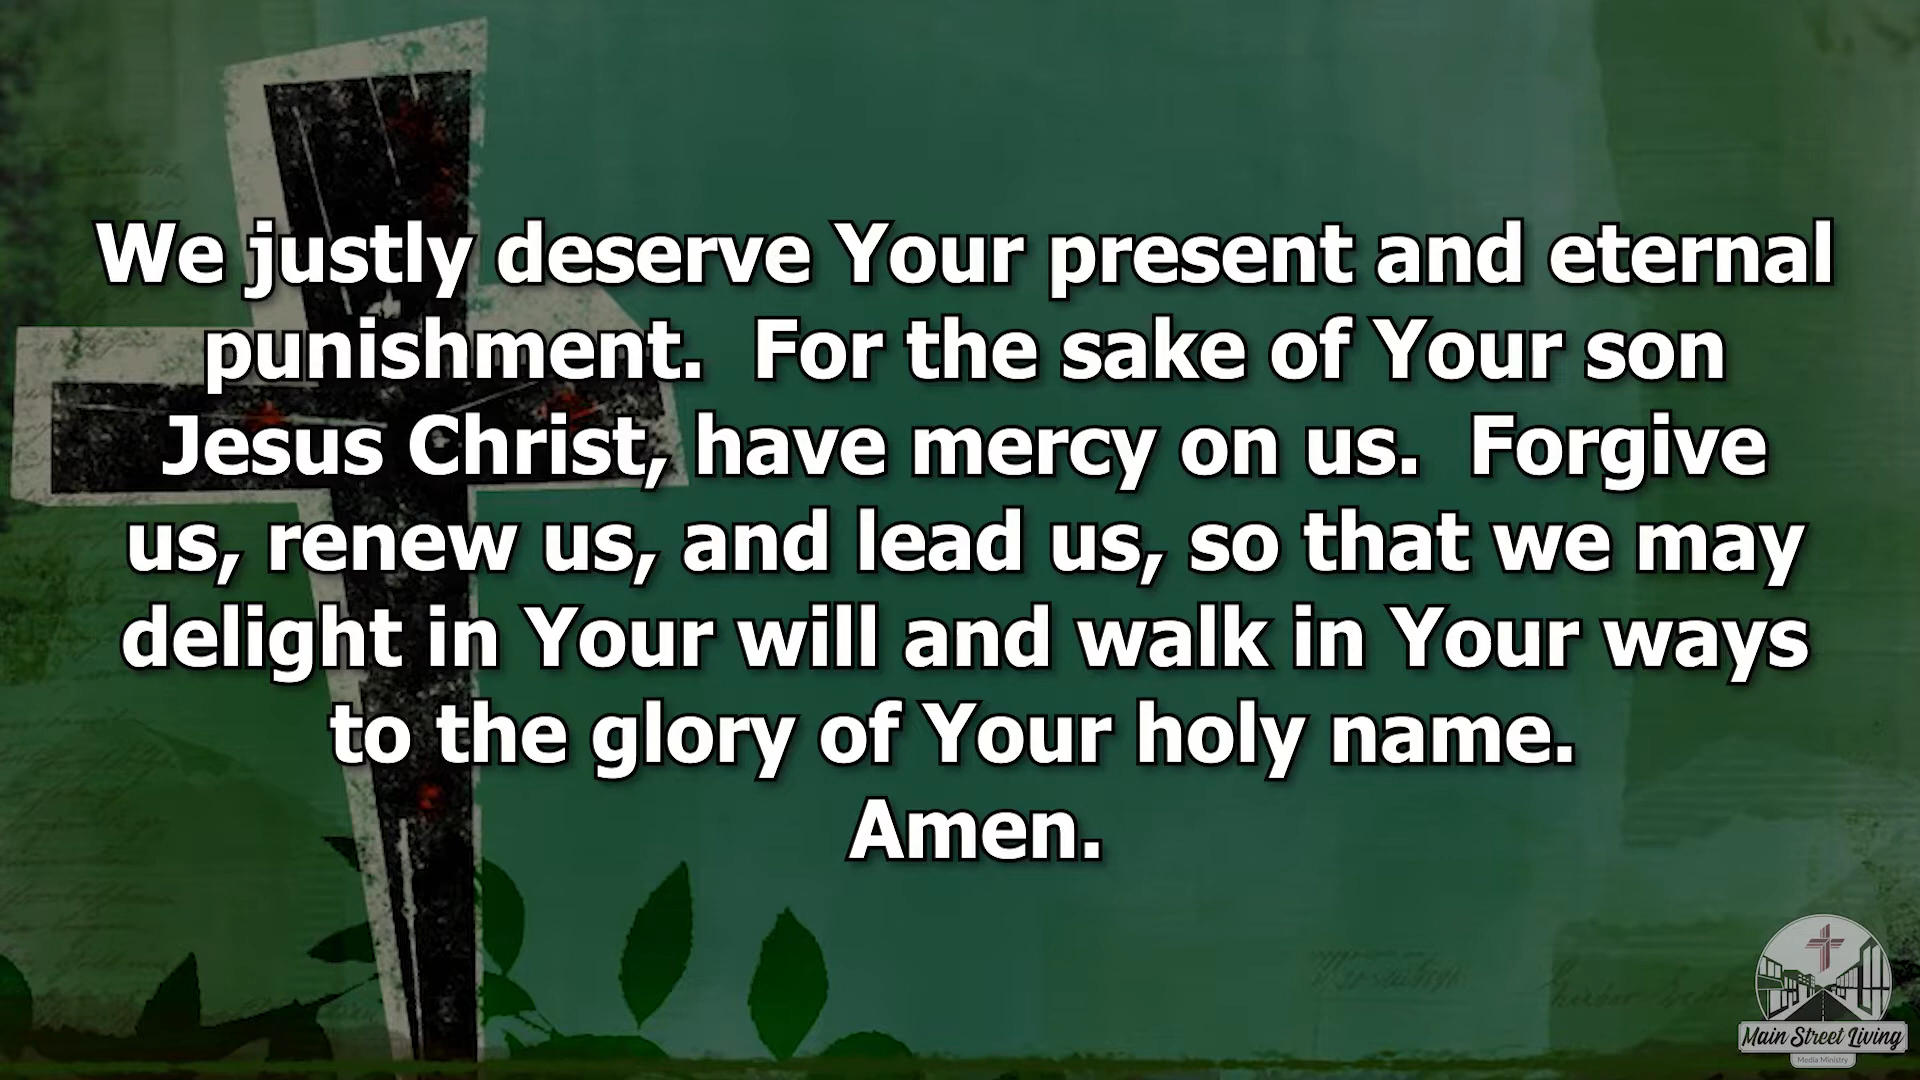 We justly deserve Your present and eternal
punishment.  For the sake of Your son
Jesus Christ, have mercy on us.  Forgive
us, renew us, and lead us, so that we may
delight in Your will and walk in Your ways
to the glory of Your holy name.
Amen.
Main Street Living
Media Ministry